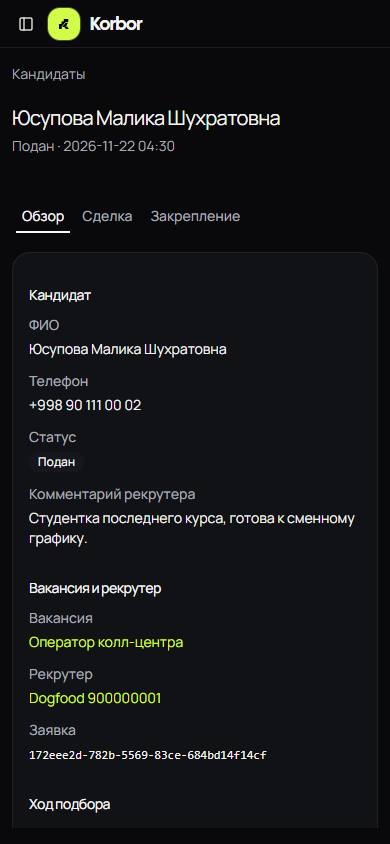 Korbor
Кандидаты
Юсупова Малика Шухратовна
Подан · 2026-11-22 04:30
Обзор Сделка Закрепление
Кандидат
ФИО
Юсупова Малика Шухратовна
Телефон
+998 90 111 00 02
Статус
Подан
Комментарий рекрутера
Студентка последнего курса, готова к сменному
графику.
Вакансия и рекрутер
Вакансия
Оператор колл-центра
Рекрутер
Dogfood 900000001
Заявка
172eee2d-782b-5569-83ce-684bd14f14cf
Ход подбора